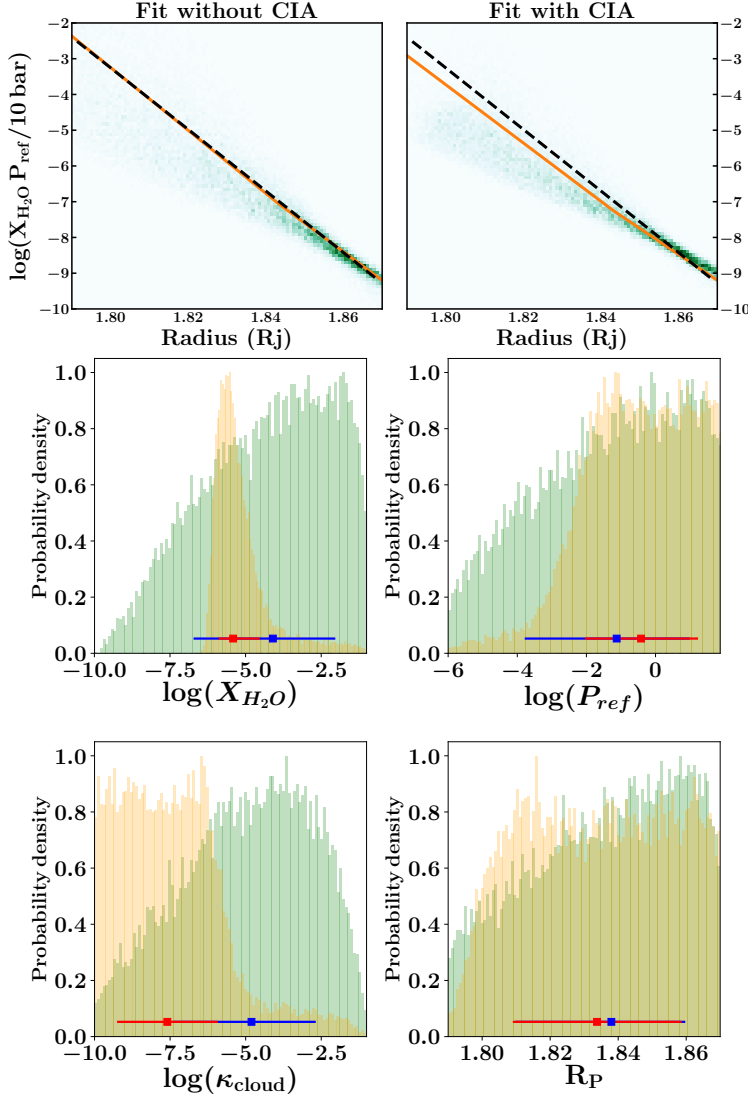 Fit without CIA
Fit with CIA
−2 −3 −4 −5 −6 −7 −8 −9 −10
log(X_{H₂O} P_{ref}/10 bar)
−2 −3 −4 −5 −6 −7 −8 −9 −10
1.80 1.82 1.84 1.86
1.80 1.82 1.84 1.86
Radius (Rj)
Radius (Rj)
1.0 0.8 0.6 0.4 0.2 0.0
Probability density
−10.0 −7.5 −5.0 −2.5
log(X_{H₂O})
1.0 0.8 0.6 0.4 0.2 0.0
Probability density
−6 −4 −2 0
log(P_{ref})
1.0 0.8 0.6 0.4 0.2 0.0
Probability density
−10.0 −7.5 −5.0 −2.5
log(κ_{cloud})
1.0 0.8 0.6 0.4 0.2 0.0
Probability density
1.80 1.82 1.84 1.86
R_P